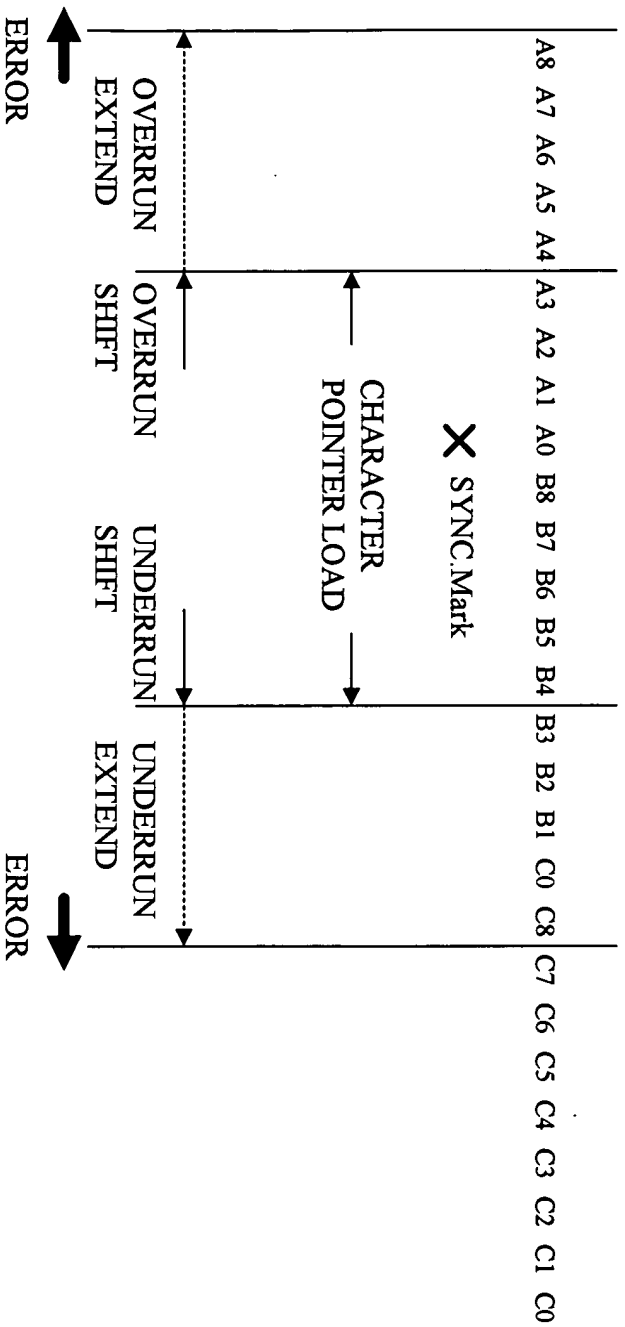 A8 A7 A6 A5 A4 A3 A2 A1 A0 B8 B7 B6 B5 B4 B3 B2 B1 C0 C8 C7 C6 C5 C4 C3 C2 C1 C0
SYNC.Mark
CHARACTER
POINTER LOAD
OVERRUN
EXTEND
OVERRUN
SHIFT
UNDERRUN
SHIFT
UNDERRUN
EXTEND
ERROR
ERROR